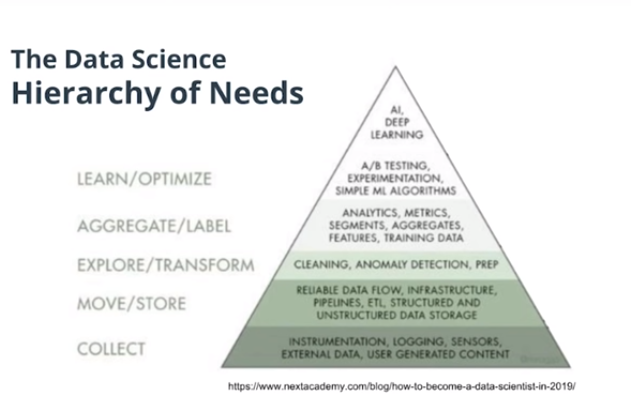 The Data Science
Hierarchy of Needs
AI,
DEEP
LEARNING
LEARN/OPTIMIZE
A/B TESTING,
EXPERIMENTATION,
SIMPLE ML ALGORITHMS
AGGREGATE/LABEL
ANALYTICS, METRICS,
SEGMENTS, AGGREGATES,
FEATURES, TRAINING DATA
EXPLORE/TRANSFORM
CLEANING, ANOMALY DETECTION, PREP
MOVE/STORE
RELIABLE DATA FLOW, INFRASTRUCTURE,
PIPELINES, ETL, STRUCTURED AND
UNSTRUCTURED DATA STORAGE
COLLECT
INSTRUMENTATION, LOGGING, SENSORS,
EXTERNAL DATA, USER GENERATED CONTENT
https://www.nextacademy.com/blog/how-to-become-a-data-scientist-in-2019/